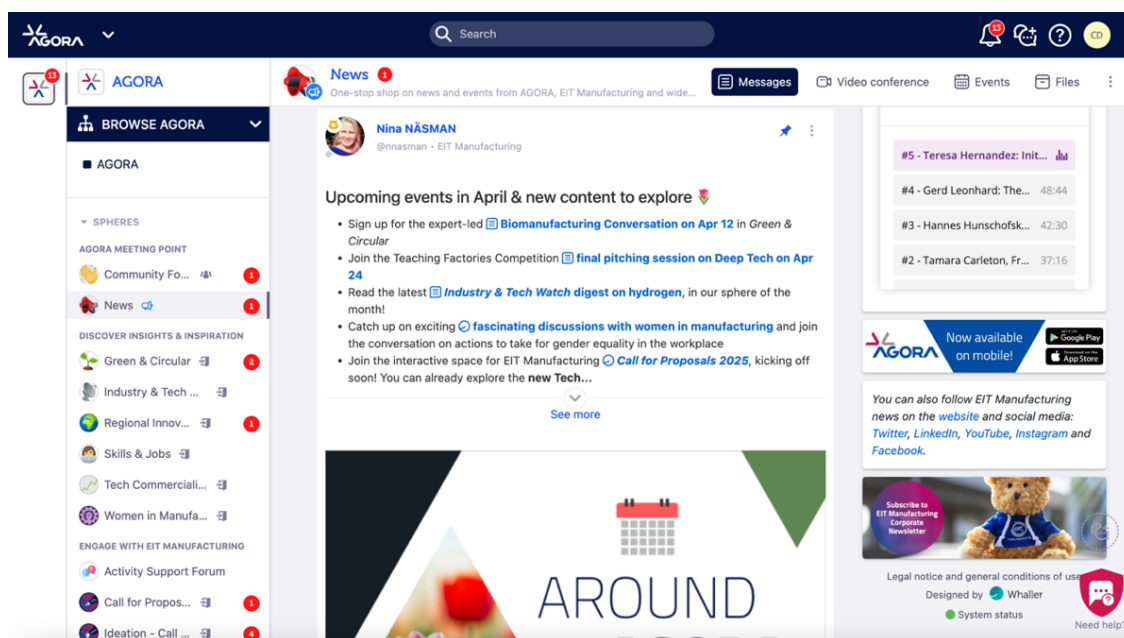 AGORA
Search
13
CD
13
AGORA
News 1
One-stop shop on news and events from AGORA, EIT Manufacturing and wide...
Messages
Video conference
Events
Files
BROWSE AGORA
AGORA
SPHERES
AGORA MEETING POINT
Community Fo... 1
News 1
DISCOVER INSIGHTS & INSPIRATION
Green & Circular 2
Industry & Tech ...
Regional Innov... 1
Skills & Jobs
Tech Commerciali...
Women in Manufa...
ENGAGE WITH EIT MANUFACTURING
Activity Support Forum
Call for Propos... 1
Ideation - Call ... 4
Nina NÄSMAN
@nnasman • EIT Manufacturing
Upcoming events in April & new content to explore 🌷
• Sign up for the expert-led Biomanufacturing Conversation on Apr 12 in Green &
Circular
• Join the Teaching Factories Competition final pitching session on Deep Tech on Apr
24
• Read the latest Industry & Tech Watch digest on hydrogen, in our sphere of the
month!
• Catch up on exciting fascinating discussions with women in manufacturing and join
the conversation on actions to take for gender equality in the workplace
• Join the interactive space for EIT Manufacturing Call for Proposals 2025, kicking off
soon! You can already explore the new Tech...
See more
AROUND
#5 - Teresa Hernandez: Init...
#4 - Gerd Leonhard: The... 48:44
#3 - Hannes Hunschofsk... 42:30
#2 - Tamara Carleton, Fr... 37:16
AGORA
Now available
on mobile!
GET IT ON
Google Play
Download on the
App Store
You can also follow EIT Manufacturing
news on the website and social media:
Twitter, LinkedIn, YouTube, Instagram and
Facebook.
Subscribe to
EIT Manufacturing
Corporate
Newsletter
Legal notice and general conditions of use
Designed by Whaller
System status
Need help?